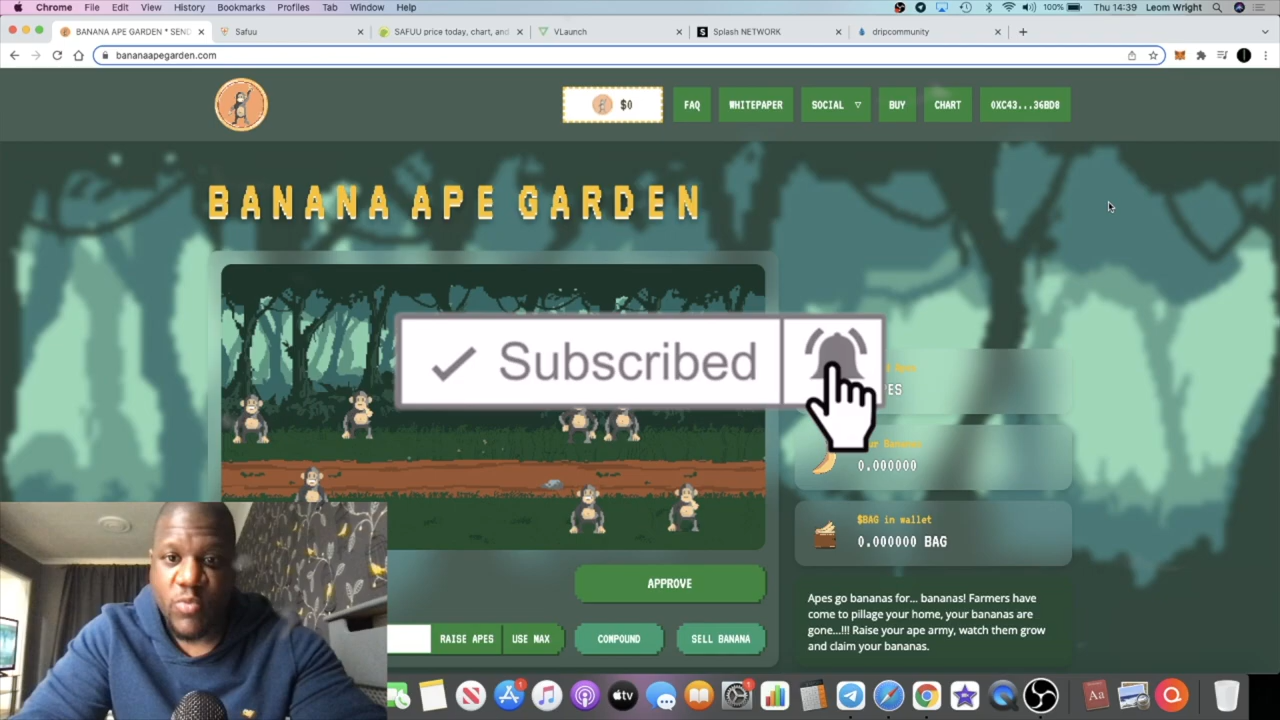 Chrome File Edit View History Bookmarks Profiles Tab Window Help 100% Thu 14:39 Leom Wright
BANANA APE GARDEN * SEND Safuu SAFUU price today, chart, and VLaunch Splash NETWORK dripcommunity
bananaapegarden.com
$0 FAQ WHITEPAPER SOCIAL BUY CHART 0XC43...36BD0
BANANA APE GARDEN
Subscribed
0.000000
$BAG in wallet
0.000000 BAG
APPROVE
Apes go bananas for... bananas! Farmers have
come to pillage your home, your bananas are
gone...!!! Raise your ape army, watch them grow
and claim your bananas.
RAISE APES USE MAX COMPOUND SELL BANANA